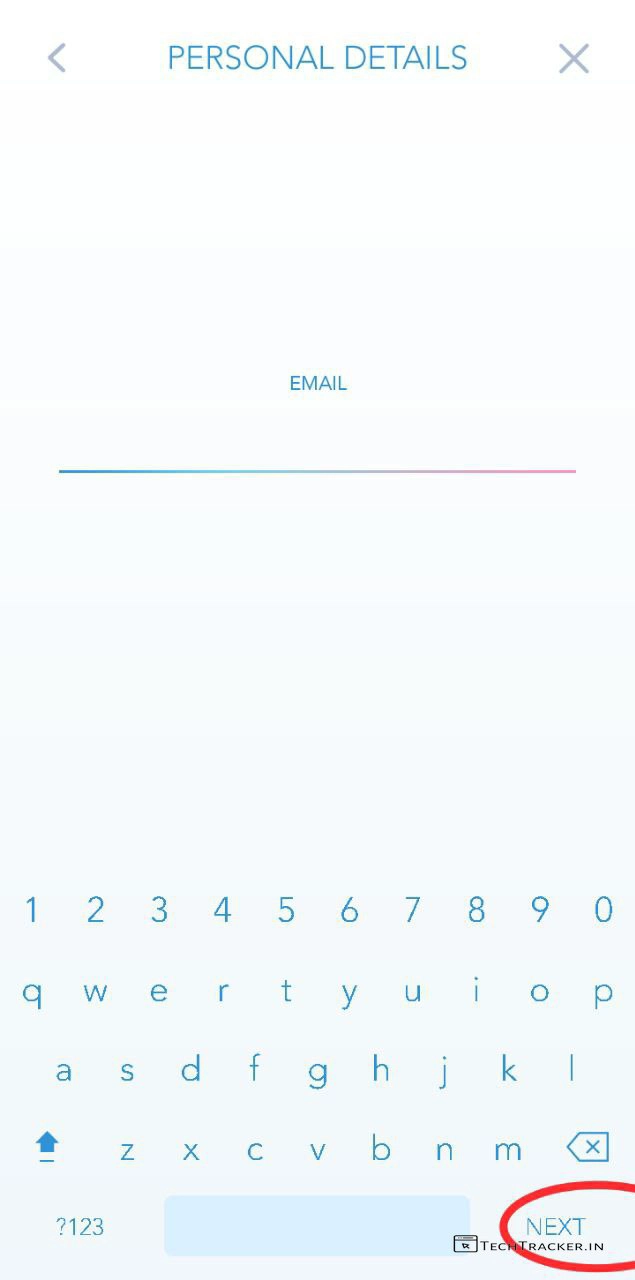 PERSONAL DETAILS
EMAIL
1 2 3 4 5 6 7 8 9 0
q w e r t y u i o p
a s d f g h j k l
z x c v b n m
?123 NEXT
TECHTRACKER.IN